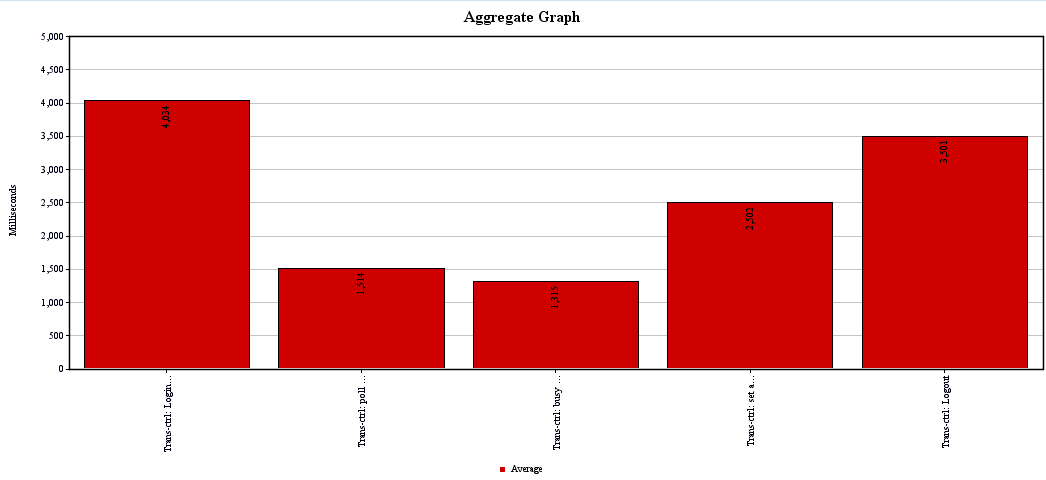 Aggregate Graph
5,000
4,500
4,000
3,500
3,000
2,500
2,000
1,500
1,000
500
0
Milliseconds
4,034
1,514
1,315
2,502
3,501
Trans-ctrl: Login...
Trans-ctrl: poll ...
Trans-ctrl: busy ...
Trans-ctrl: set a...
Trans-ctrl: Logout
Average